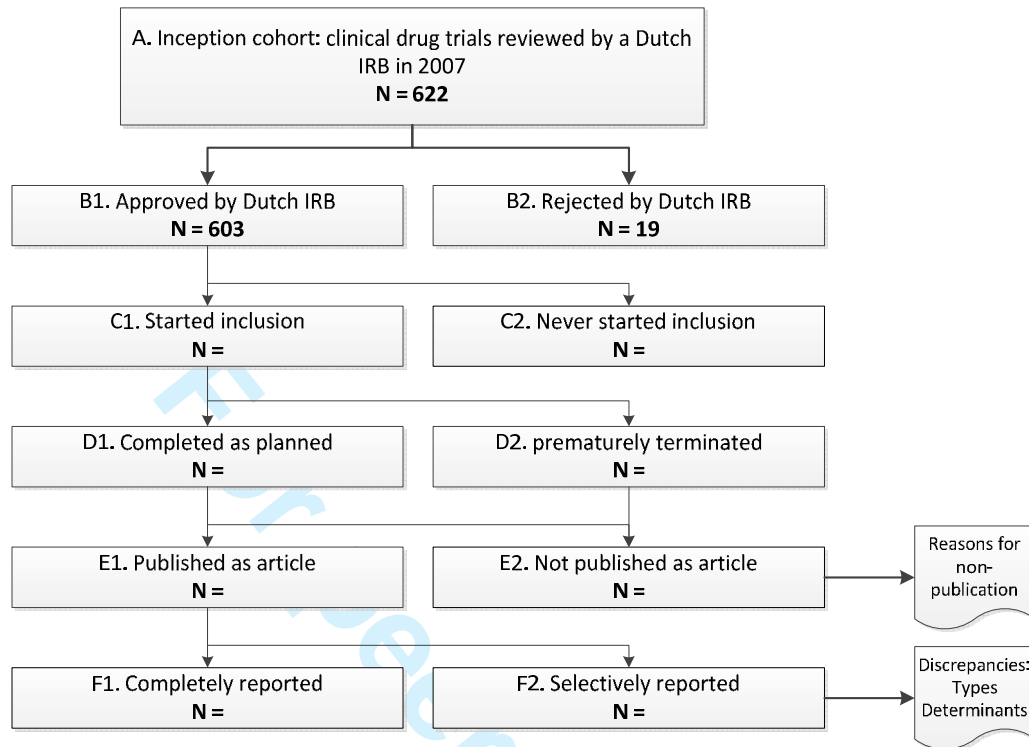 A. Inception cohort: clinical drug trials reviewed by a Dutch
IRB in 2007
N = 622
B1. Approved by Dutch IRB
N = 603
B2. Rejected by Dutch IRB
N = 19
C1. Started inclusion
N =
C2. Never started inclusion
N =
D1. Completed as planned
N =
D2. prematurely terminated
N =
E1. Published as article
N =
E2. Not published as article
N =
Reasons for
non-
publication
F1. Completely reported
N =
F2. Selectively reported
N =
Discrepancies:
Types
Determinants
For peer